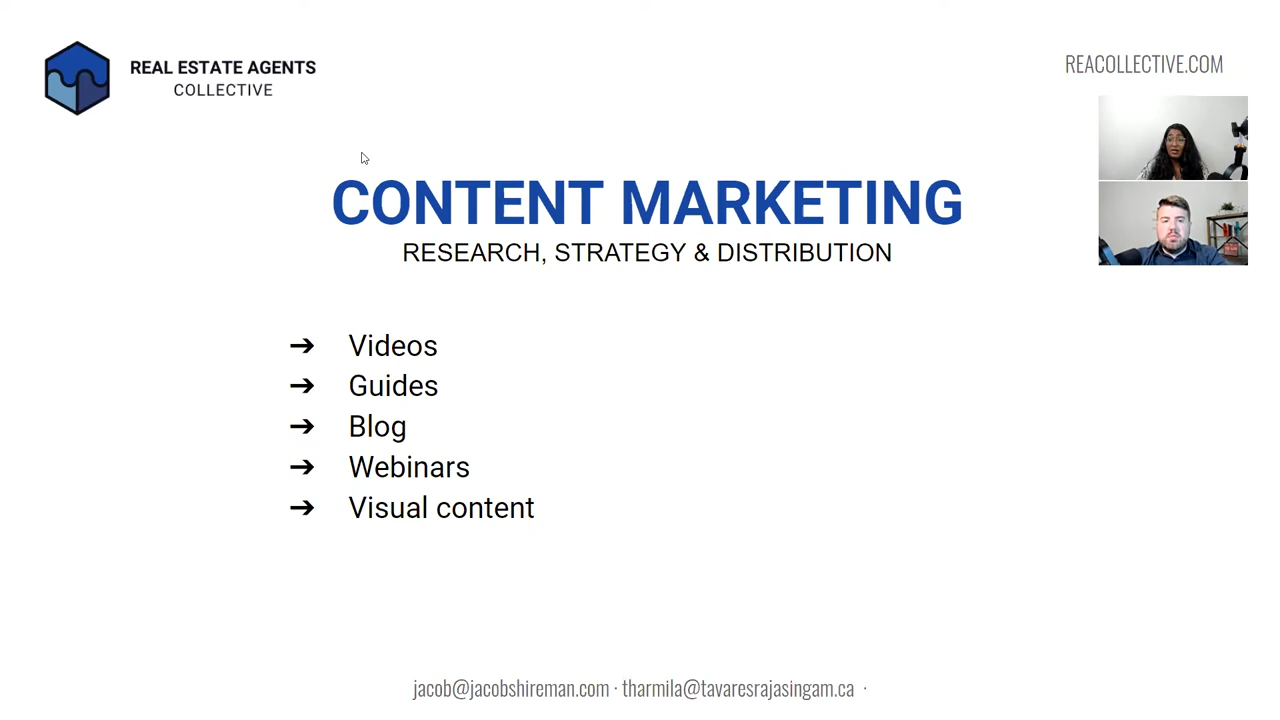 REAL ESTATE AGENTS
COLLECTIVE
REACOLLECTIVE.COM
CONTENT MARKETING
RESEARCH, STRATEGY & DISTRIBUTION
➔ Videos
➔ Guides
➔ Blog
➔ Webinars
➔ Visual content
jacob@jacobshireman.com · tharmila@tavaresrajasingam.ca ·